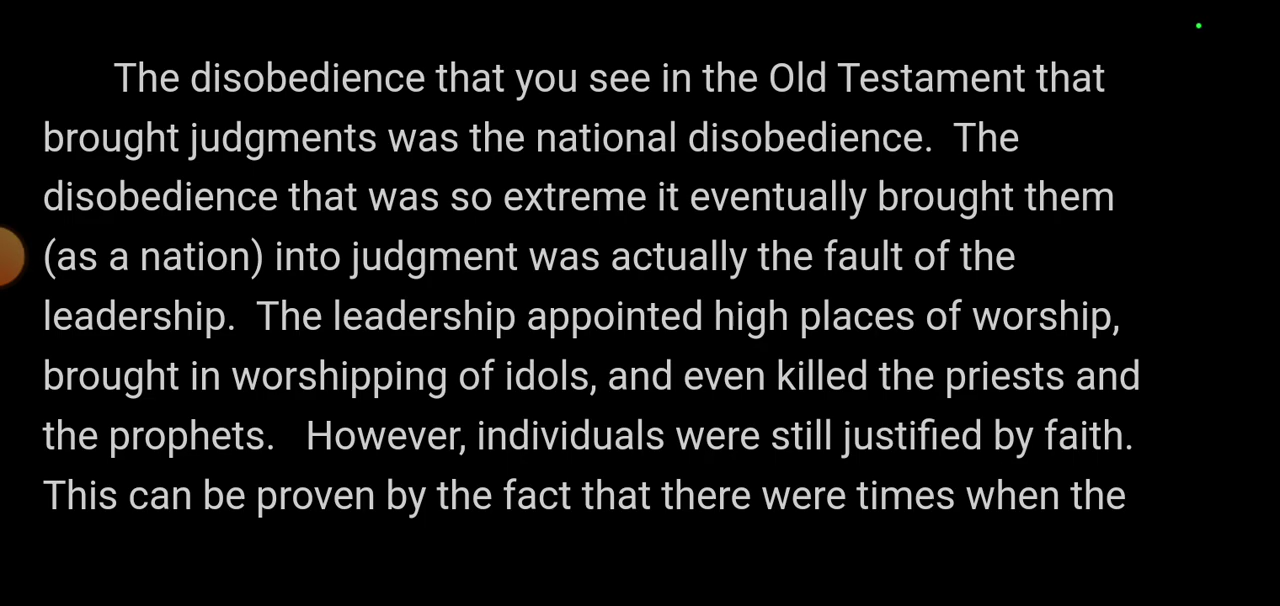 The disobedience that you see in the Old Testament that
brought judgments was the national disobedience.  The
disobedience that was so extreme it eventually brought them
(as a nation) into judgment was actually the fault of the
leadership.  The leadership appointed high places of worship,
brought in worshipping of idols, and even killed the priests and
the prophets.   However, individuals were still justified by faith.
This can be proven by the fact that there were times when the